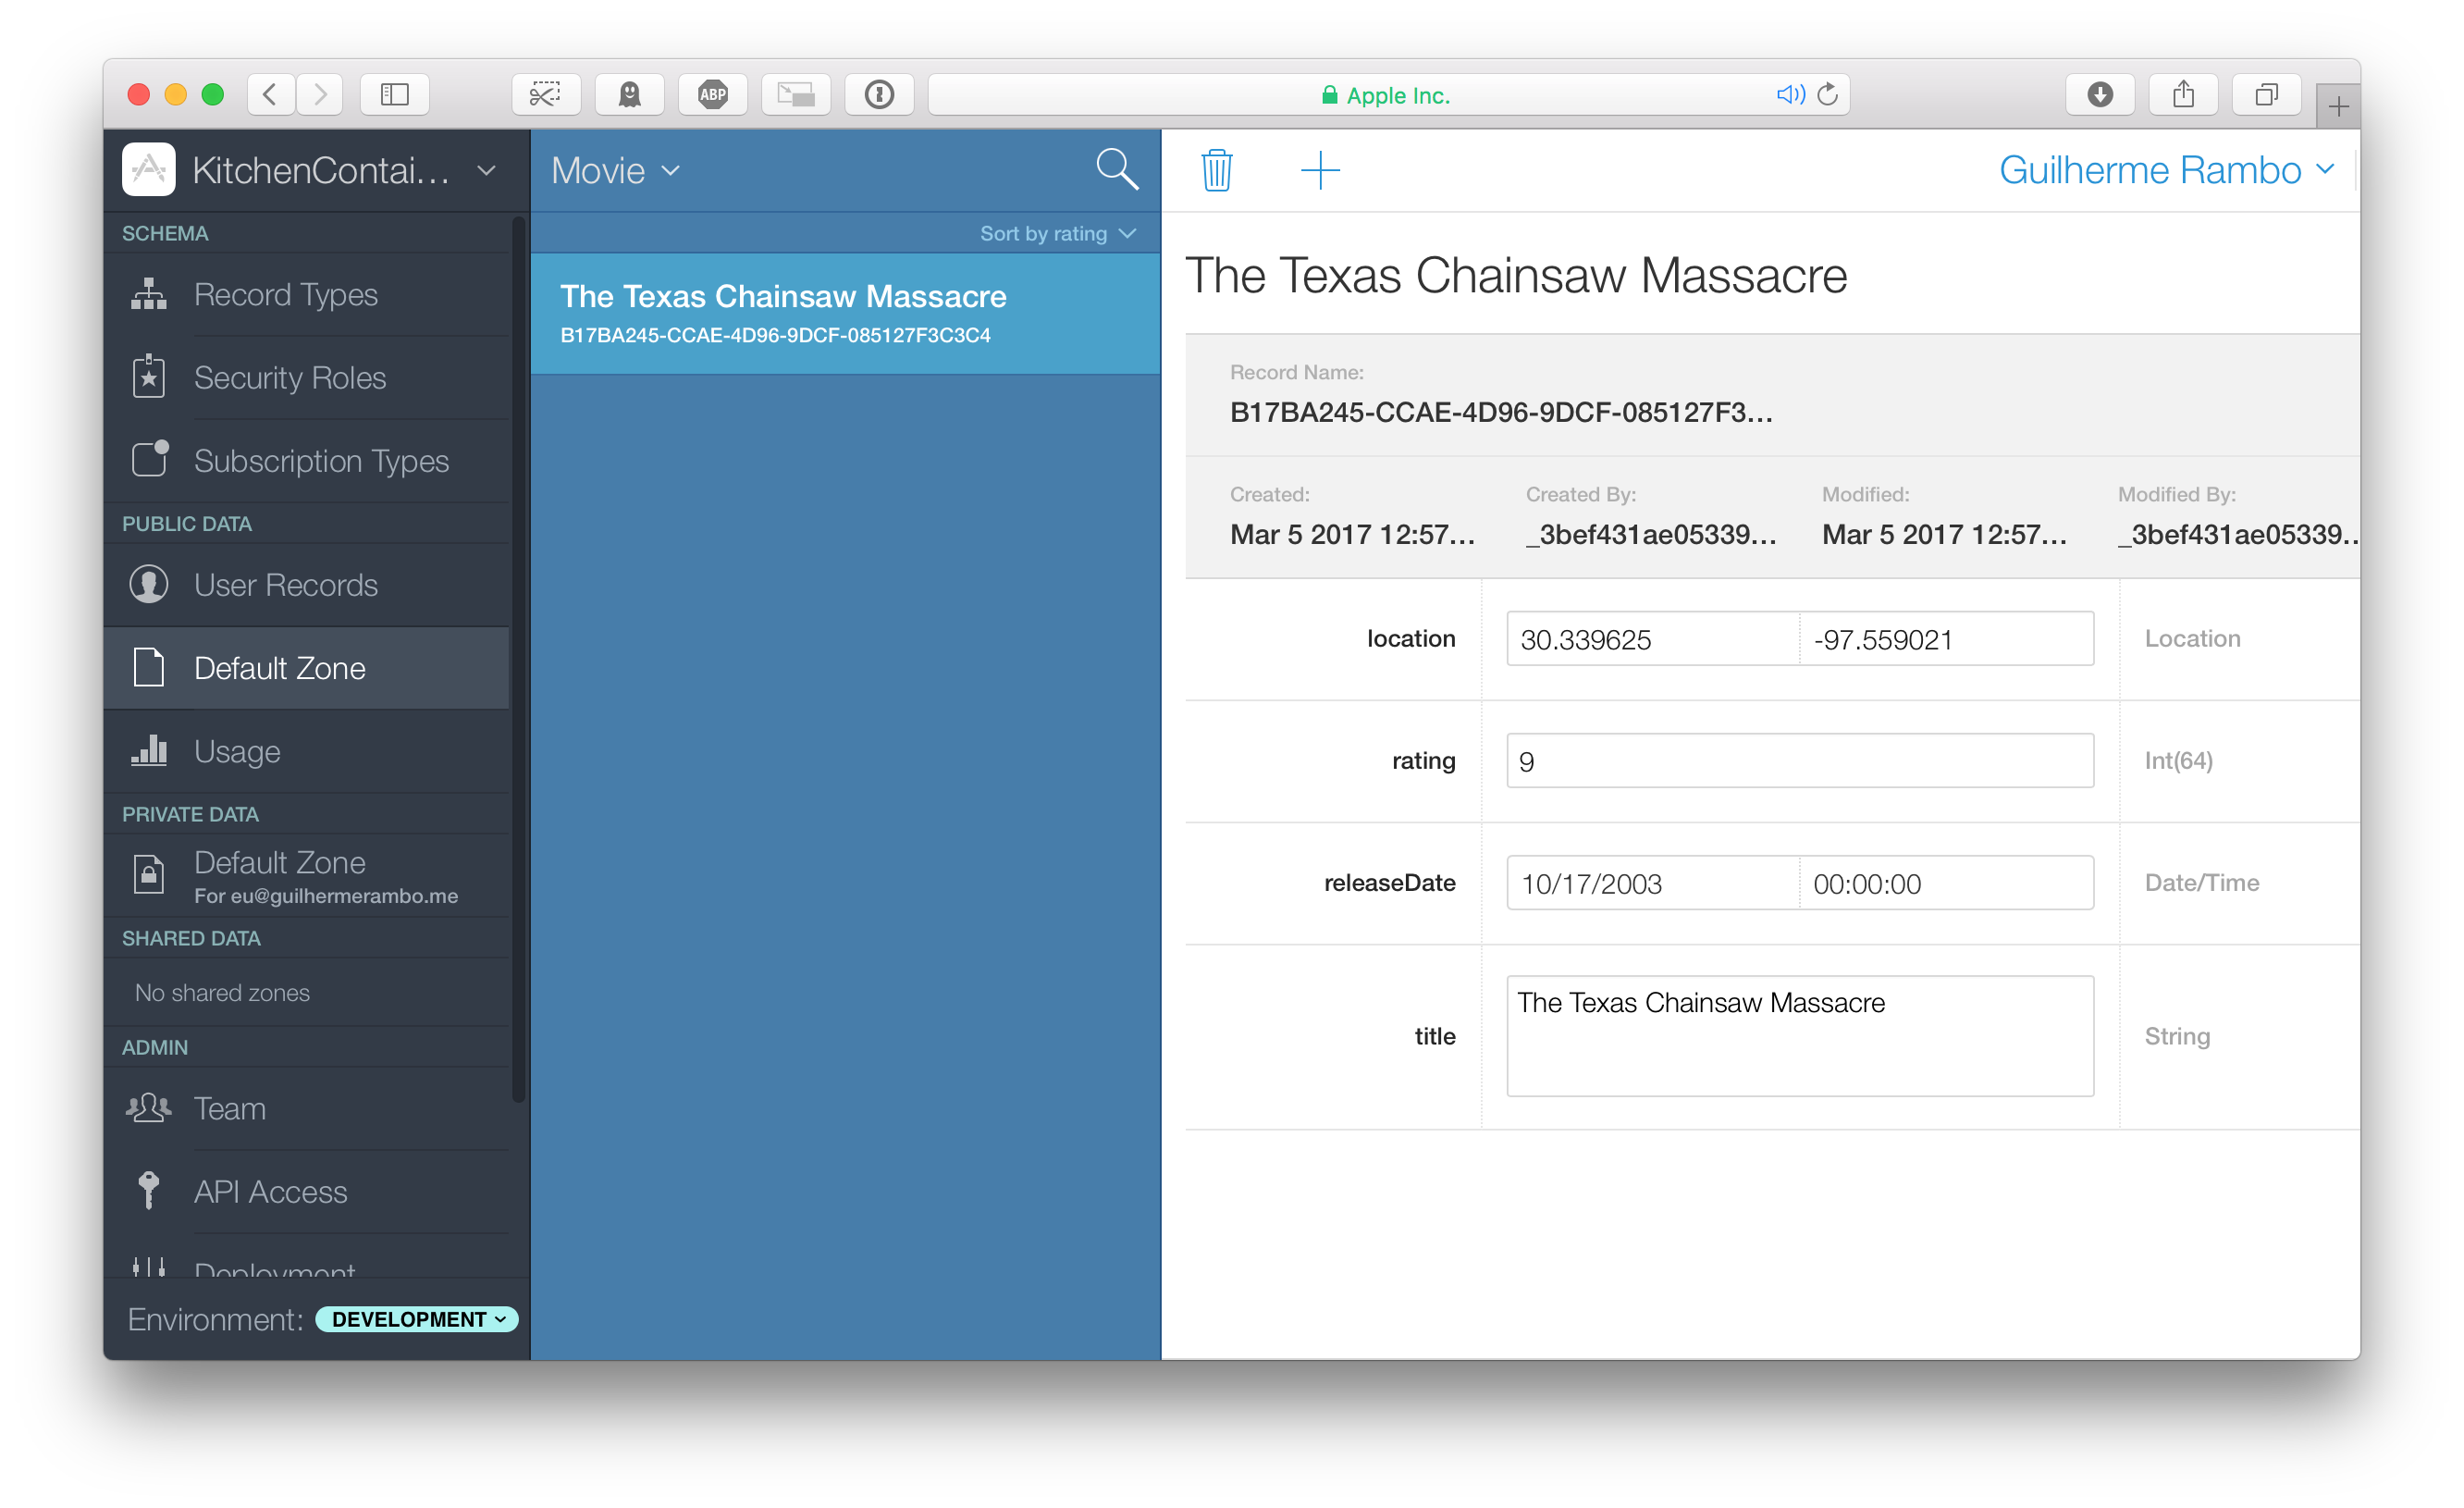 ABP
Apple Inc.
KitchenContai...
SCHEMA
Record Types
Security Roles
Subscription Types
PUBLIC DATA
User Records
Default Zone
Usage
PRIVATE DATA
Default Zone
For eu@guilhermerambo.me
SHARED DATA
No shared zones
ADMIN
Team
API Access
Deployment
Environment: DEVELOPMENT
Movie
Sort by rating
The Texas Chainsaw Massacre
B17BA245-CCAE-4D96-9DCF-085127F3C3C4
Guilherme Rambo
The Texas Chainsaw Massacre
Record Name:
B17BA245-CCAE-4D96-9DCF-085127F3...
Created: Created By: Modified: Modified By:
Mar 5 2017 12:57... _3bef431ae05339... Mar 5 2017 12:57... _3bef431ae05339...
location 30.339625 -97.559021 Location
rating 9 Int(64)
releaseDate 10/17/2003 00:00:00 Date/Time
title The Texas Chainsaw Massacre String